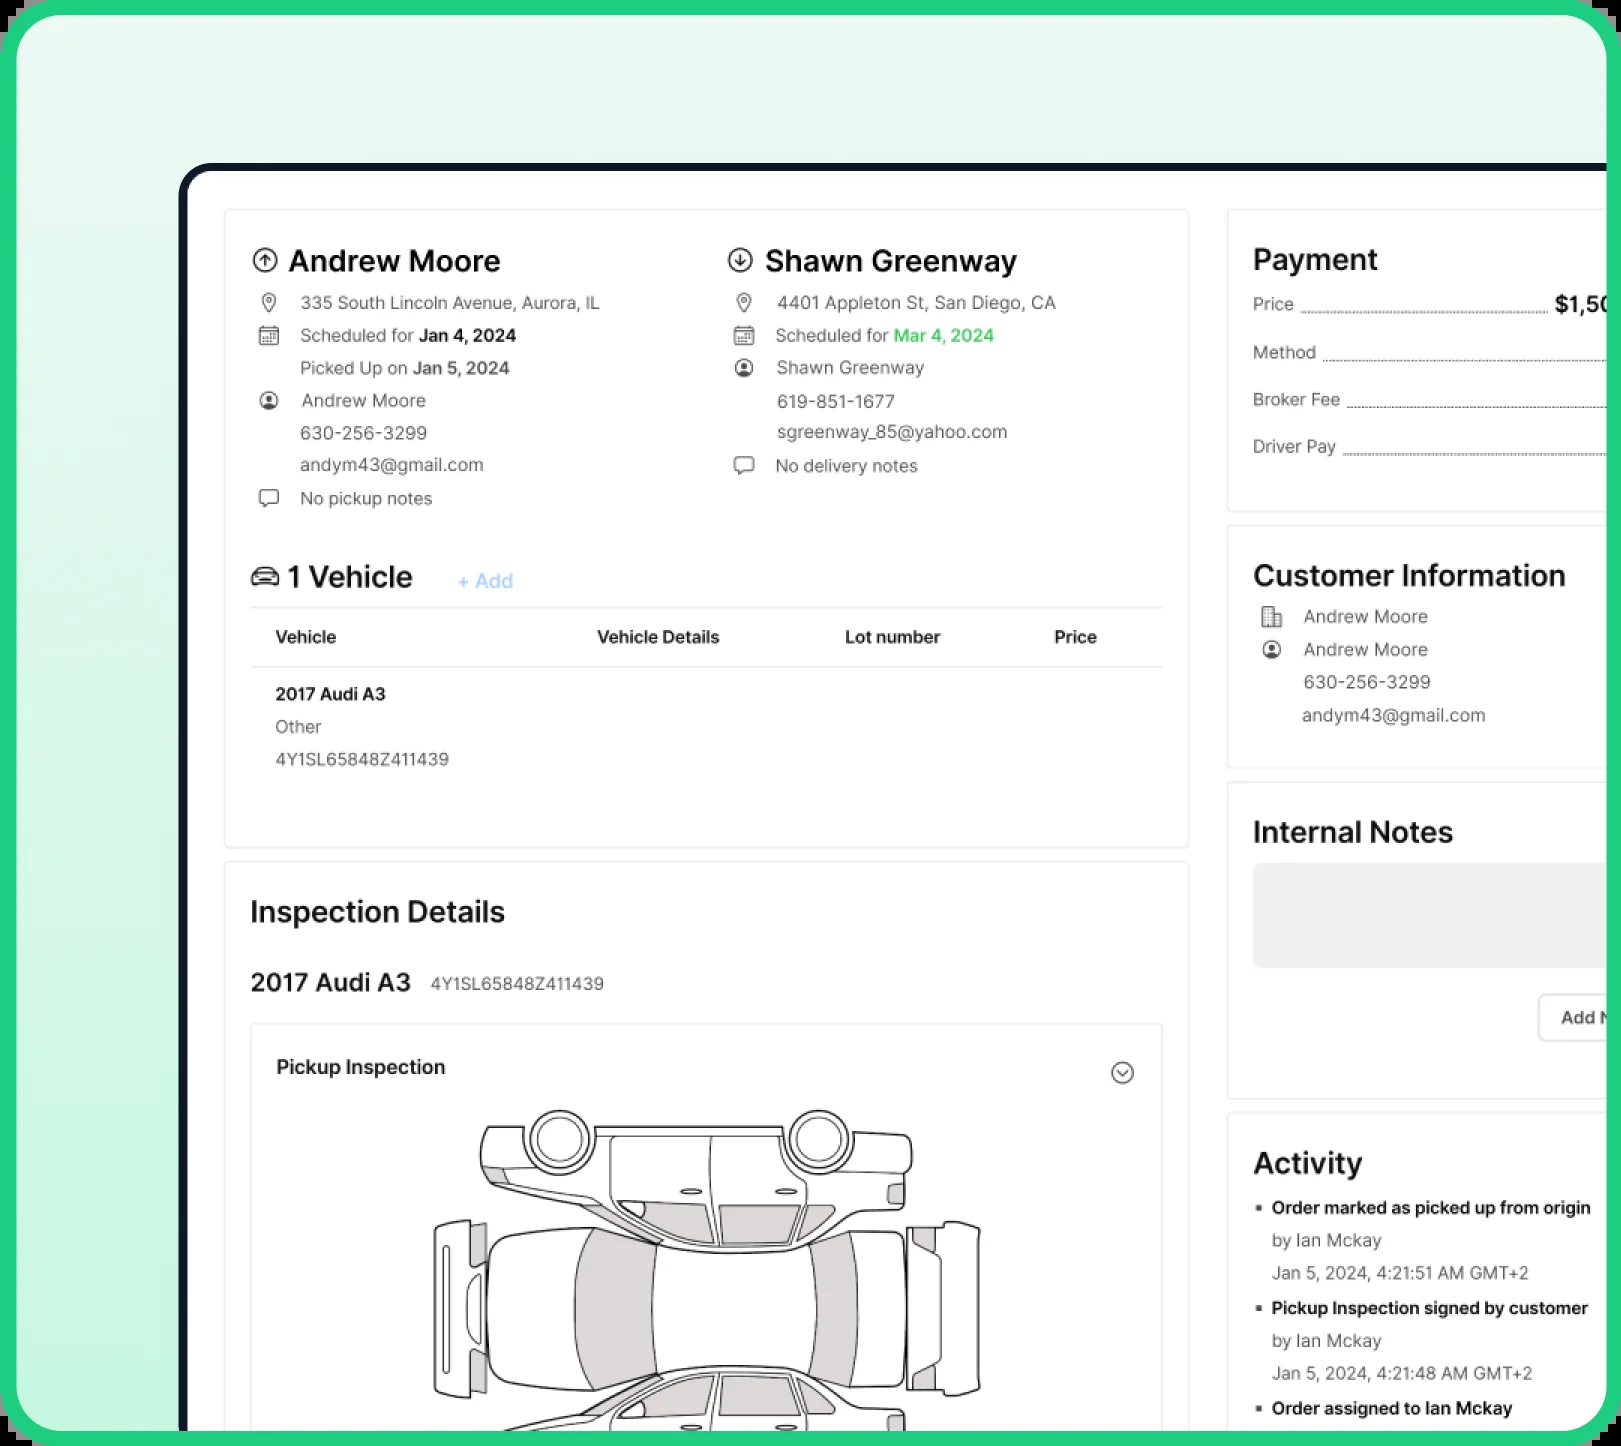 Andrew Moore
335 South Lincoln Avenue, Aurora, IL
Scheduled for Jan 4, 2024
Picked Up on Jan 5, 2024
Andrew Moore
630-256-3299
andym43@gmail.com
No pickup notes
Shawn Greenway
4401 Appleton St, San Diego, CA
Scheduled for Mar 4, 2024
Shawn Greenway
619-851-1677
sgreenway_85@yahoo.com
No delivery notes
1 Vehicle
+ Add
Vehicle Vehicle Details Lot number Price
2017 Audi A3
Other
4Y1SL65848Z411439
Inspection Details
2017 Audi A3 4Y1SL65848Z411439
Pickup Inspection
Payment
Price
Method
Broker Fee
Driver Pay
Customer Information
Andrew Moore
Andrew Moore
630-256-3299
andym43@gmail.com
Internal Notes
Add
Activity
Order marked as picked up from origin
by Ian Mckay
Jan 5, 2024, 4:21:51 AM GMT+2
Pickup Inspection signed by customer
by Ian Mckay
Jan 5, 2024, 4:21:48 AM GMT+2
Order assigned to Ian Mckay